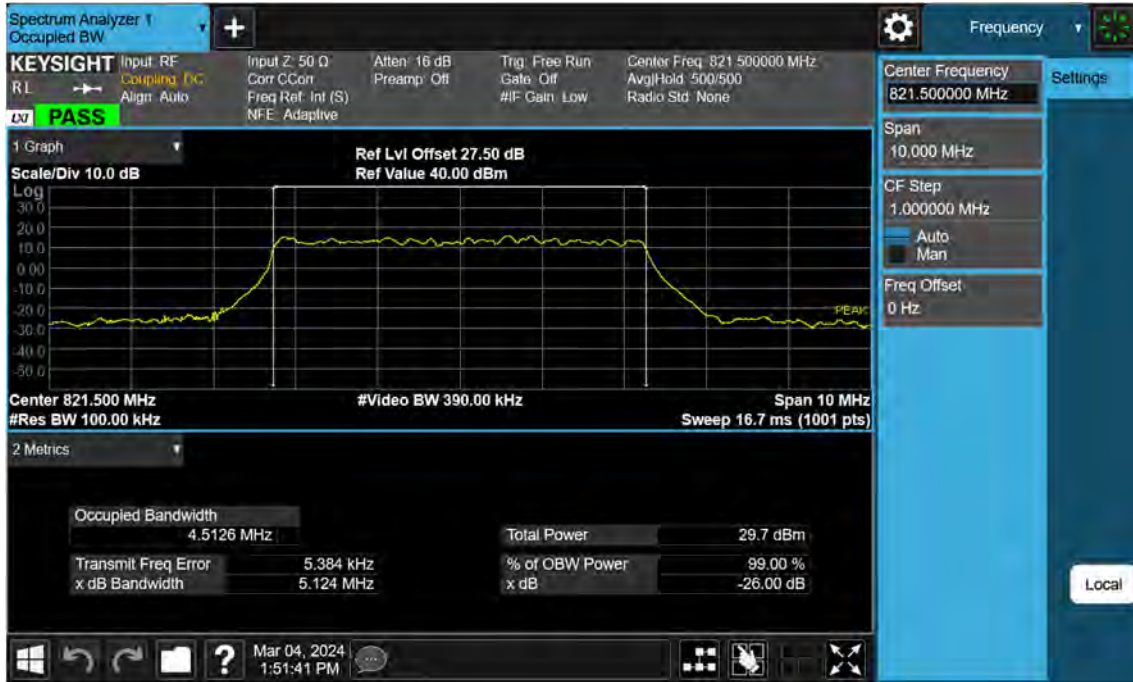 Spectrum Analyzer 1
Occupied BW
+
Frequency
KEYSIGHT
RL
LXI
PASS
Input: RF
Coupling: DC
Align: Auto
Input Z: 50 Ω
Corr CCorr
Freq Ref: Int (S)
NFE: Adaptive
Atten: 16 dB
Preamp: Off
Trig: Free Run
Gate: Off
#IF Gain: Low
Center Freq: 821.500000 MHz
Avg|Hold: 500/500
Radio Std: None
1 Graph
Scale/Div 10.0 dB
Ref Lvl Offset 27.50 dB
Ref Value 40.00 dBm
Log
30.0
20.0
10.0
0.00
-10.0
-20.0
-30.0
-40.0
-50.0
PEAK
Center 821.500 MHz
#Video BW 390.00 kHz
Span 10 MHz
#Res BW 100.00 kHz
Sweep 16.7 ms (1001 pts)
2 Metrics
Occupied Bandwidth
4.5126 MHz
Total Power 29.7 dBm
Transmit Freq Error 5.384 kHz
% of OBW Power 99.00 %
x dB Bandwidth 5.124 MHz
x dB -26.00 dB
Center Frequency
821.500000 MHz
Settings
Span
10.000 MHz
CF Step
1.000000 MHz
Auto
Man
Freq Offset
0 Hz
Local
?
Mar 04, 2024
1:51:41 PM